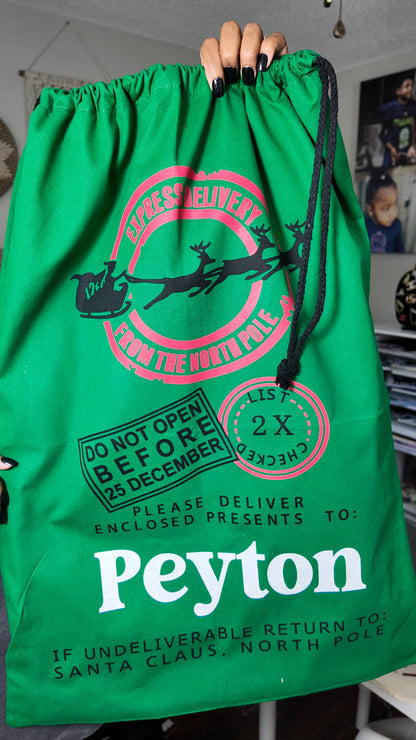 EXPRESS DELIVERY
FROM THE NORTH POLE
DO NOT OPEN
BEFORE
25 DECEMBER
LIST
2X
CHECKED
PLEASE DELIVER
ENCLOSED PRESENTS TO:
Peyton
IF UNDELIVERABLE RETURN TO:
SANTA CLAUS, NORTH POLE